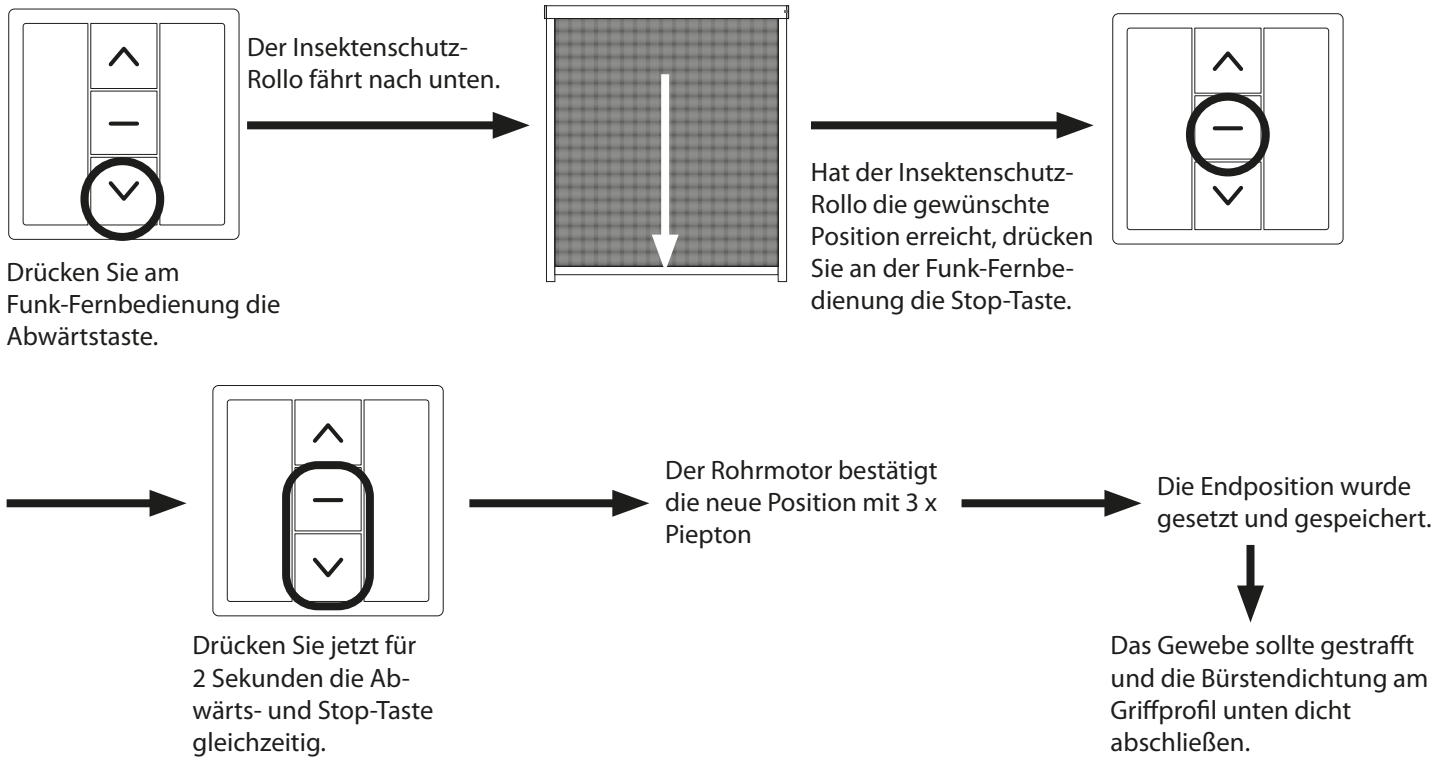 Der Insektenschutz-
Rollo fährt nach unten.
Drücken Sie am
Funk-Fernbedienung die
Abwärtstaste.
Hat der Insektenschutz-
Rollo die gewünschte
Position erreicht, drücken
Sie an der Funk-Fernbe-
dienung die Stop-Taste.
Drücken Sie jetzt für
2 Sekunden die Ab-
wärts- und Stop-Taste
gleichzeitig.
Der Rohrmotor bestätigt
die neue Position mit 3 x
Piepton
Die Endposition wurde
gesetzt und gespeichert.
Das Gewebe sollte gestrafft
und die Bürstendichtung am
Griffprofil unten dicht
abschließen.